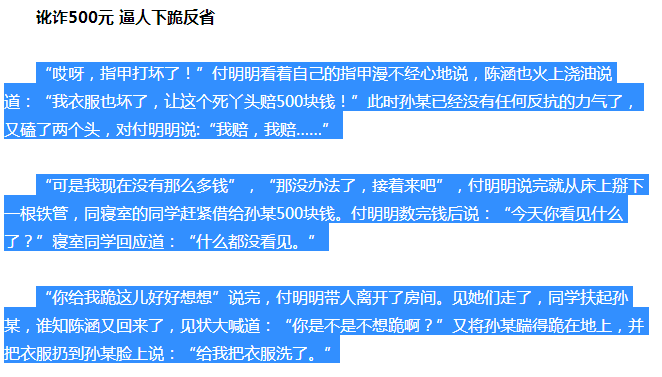 讹诈500元 逼人下跪反省
“哎呀，指甲打坏了！”付明明看着自己的指甲漫不经心地说，陈涵也火上浇油说
道：“我衣服也坏了，让这个死丫头赔500块钱！”此时孙某已经没有任何反抗的力气了，
又磕了两个头，对付明明说:“我赔，我赔……”
“可是我现在没有那么多钱”，“那没办法了，接着来吧”，付明明说完就从床上掰下
一根铁管，同寝室的同学赶紧借给孙某500块钱。付明明数完钱后说：“今天你看见什么
了？”寝室同学回应道：“什么都没看见。”
“你给我跪这儿好好想想”说完，付明明带人离开了房间。见她们走了，同学扶起孙
某，谁知陈涵又回来了，见状大喊道：“你是不是不想跪啊？”又将孙某踹得跪在地上，并
把衣服扔到孙某脸上说：“给我把衣服洗了。”